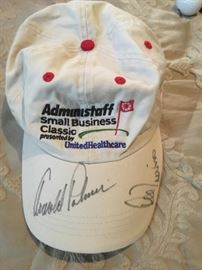 Administaff
Small Business
Classic
presented by
UnitedHealthcare
Arnold Palmer